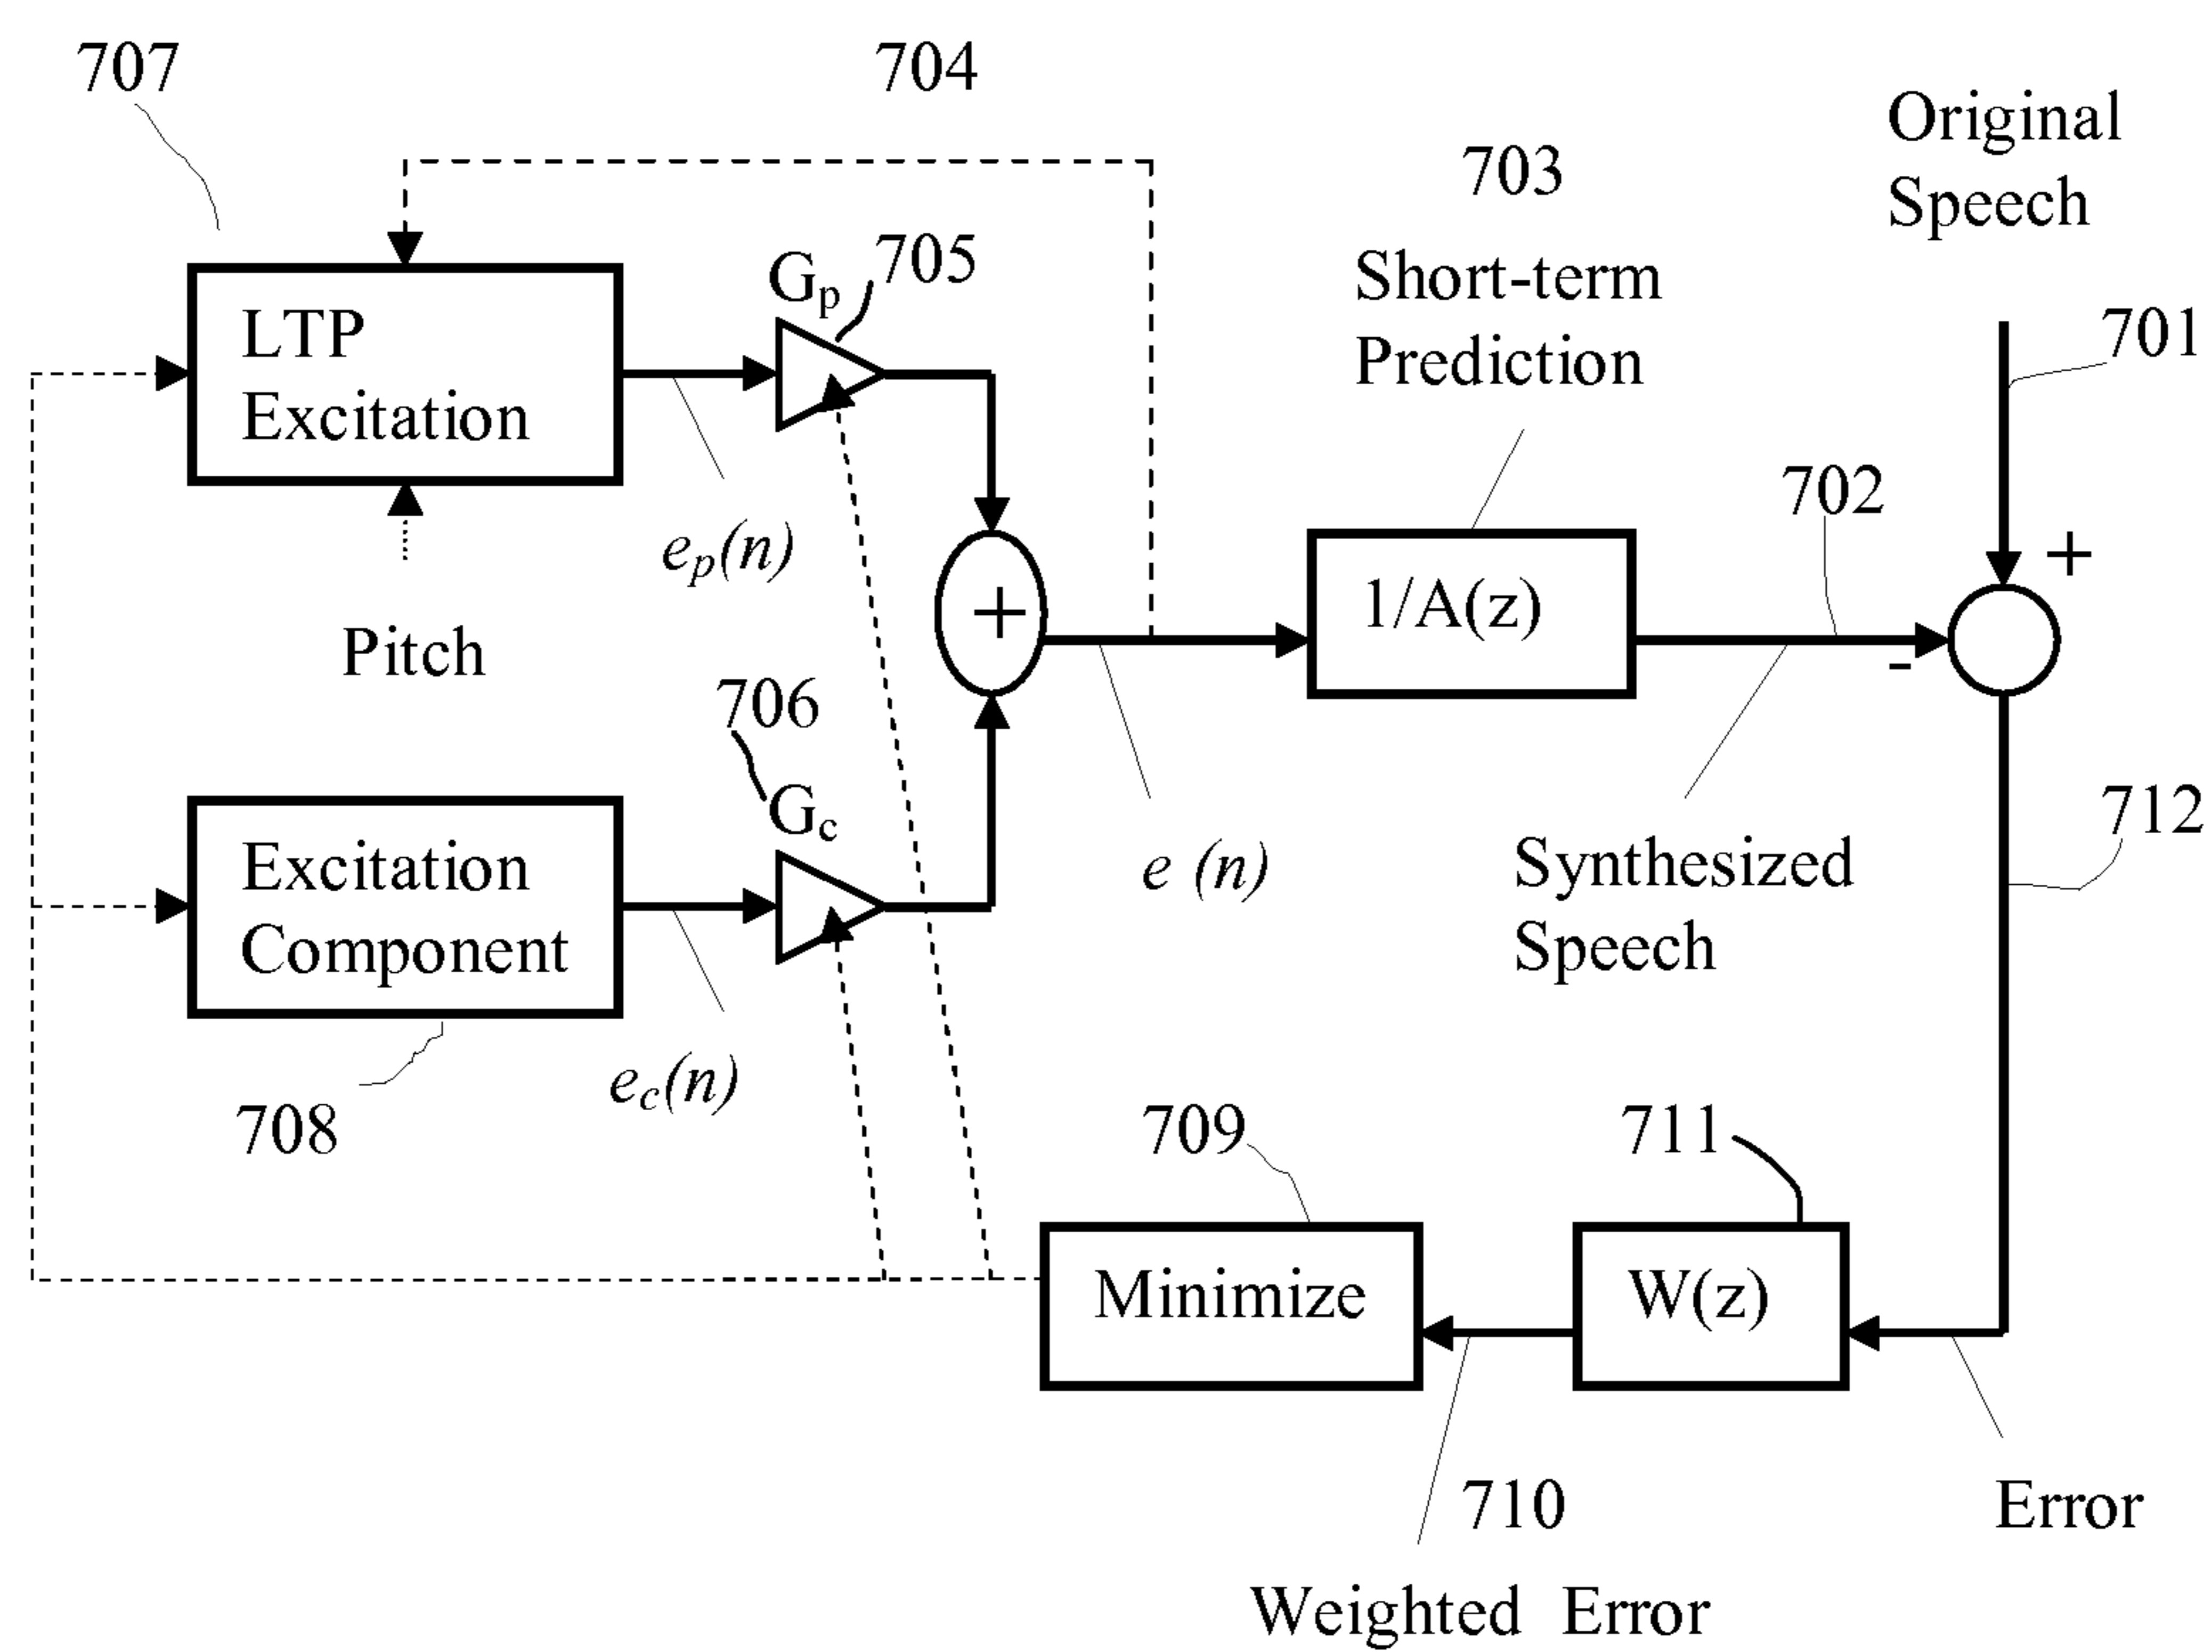 707
704
Original
Speech
703
Short-term
Prediction
701
G_p
705
LTP
Excitation
e_p(n)
702
+
-
1/A(z)
+
Pitch
706
G_c
e (n)
Synthesized
Speech
712
Excitation
Component
e_c(n)
708
709
711
Minimize
W(z)
710
Weighted Error
Error